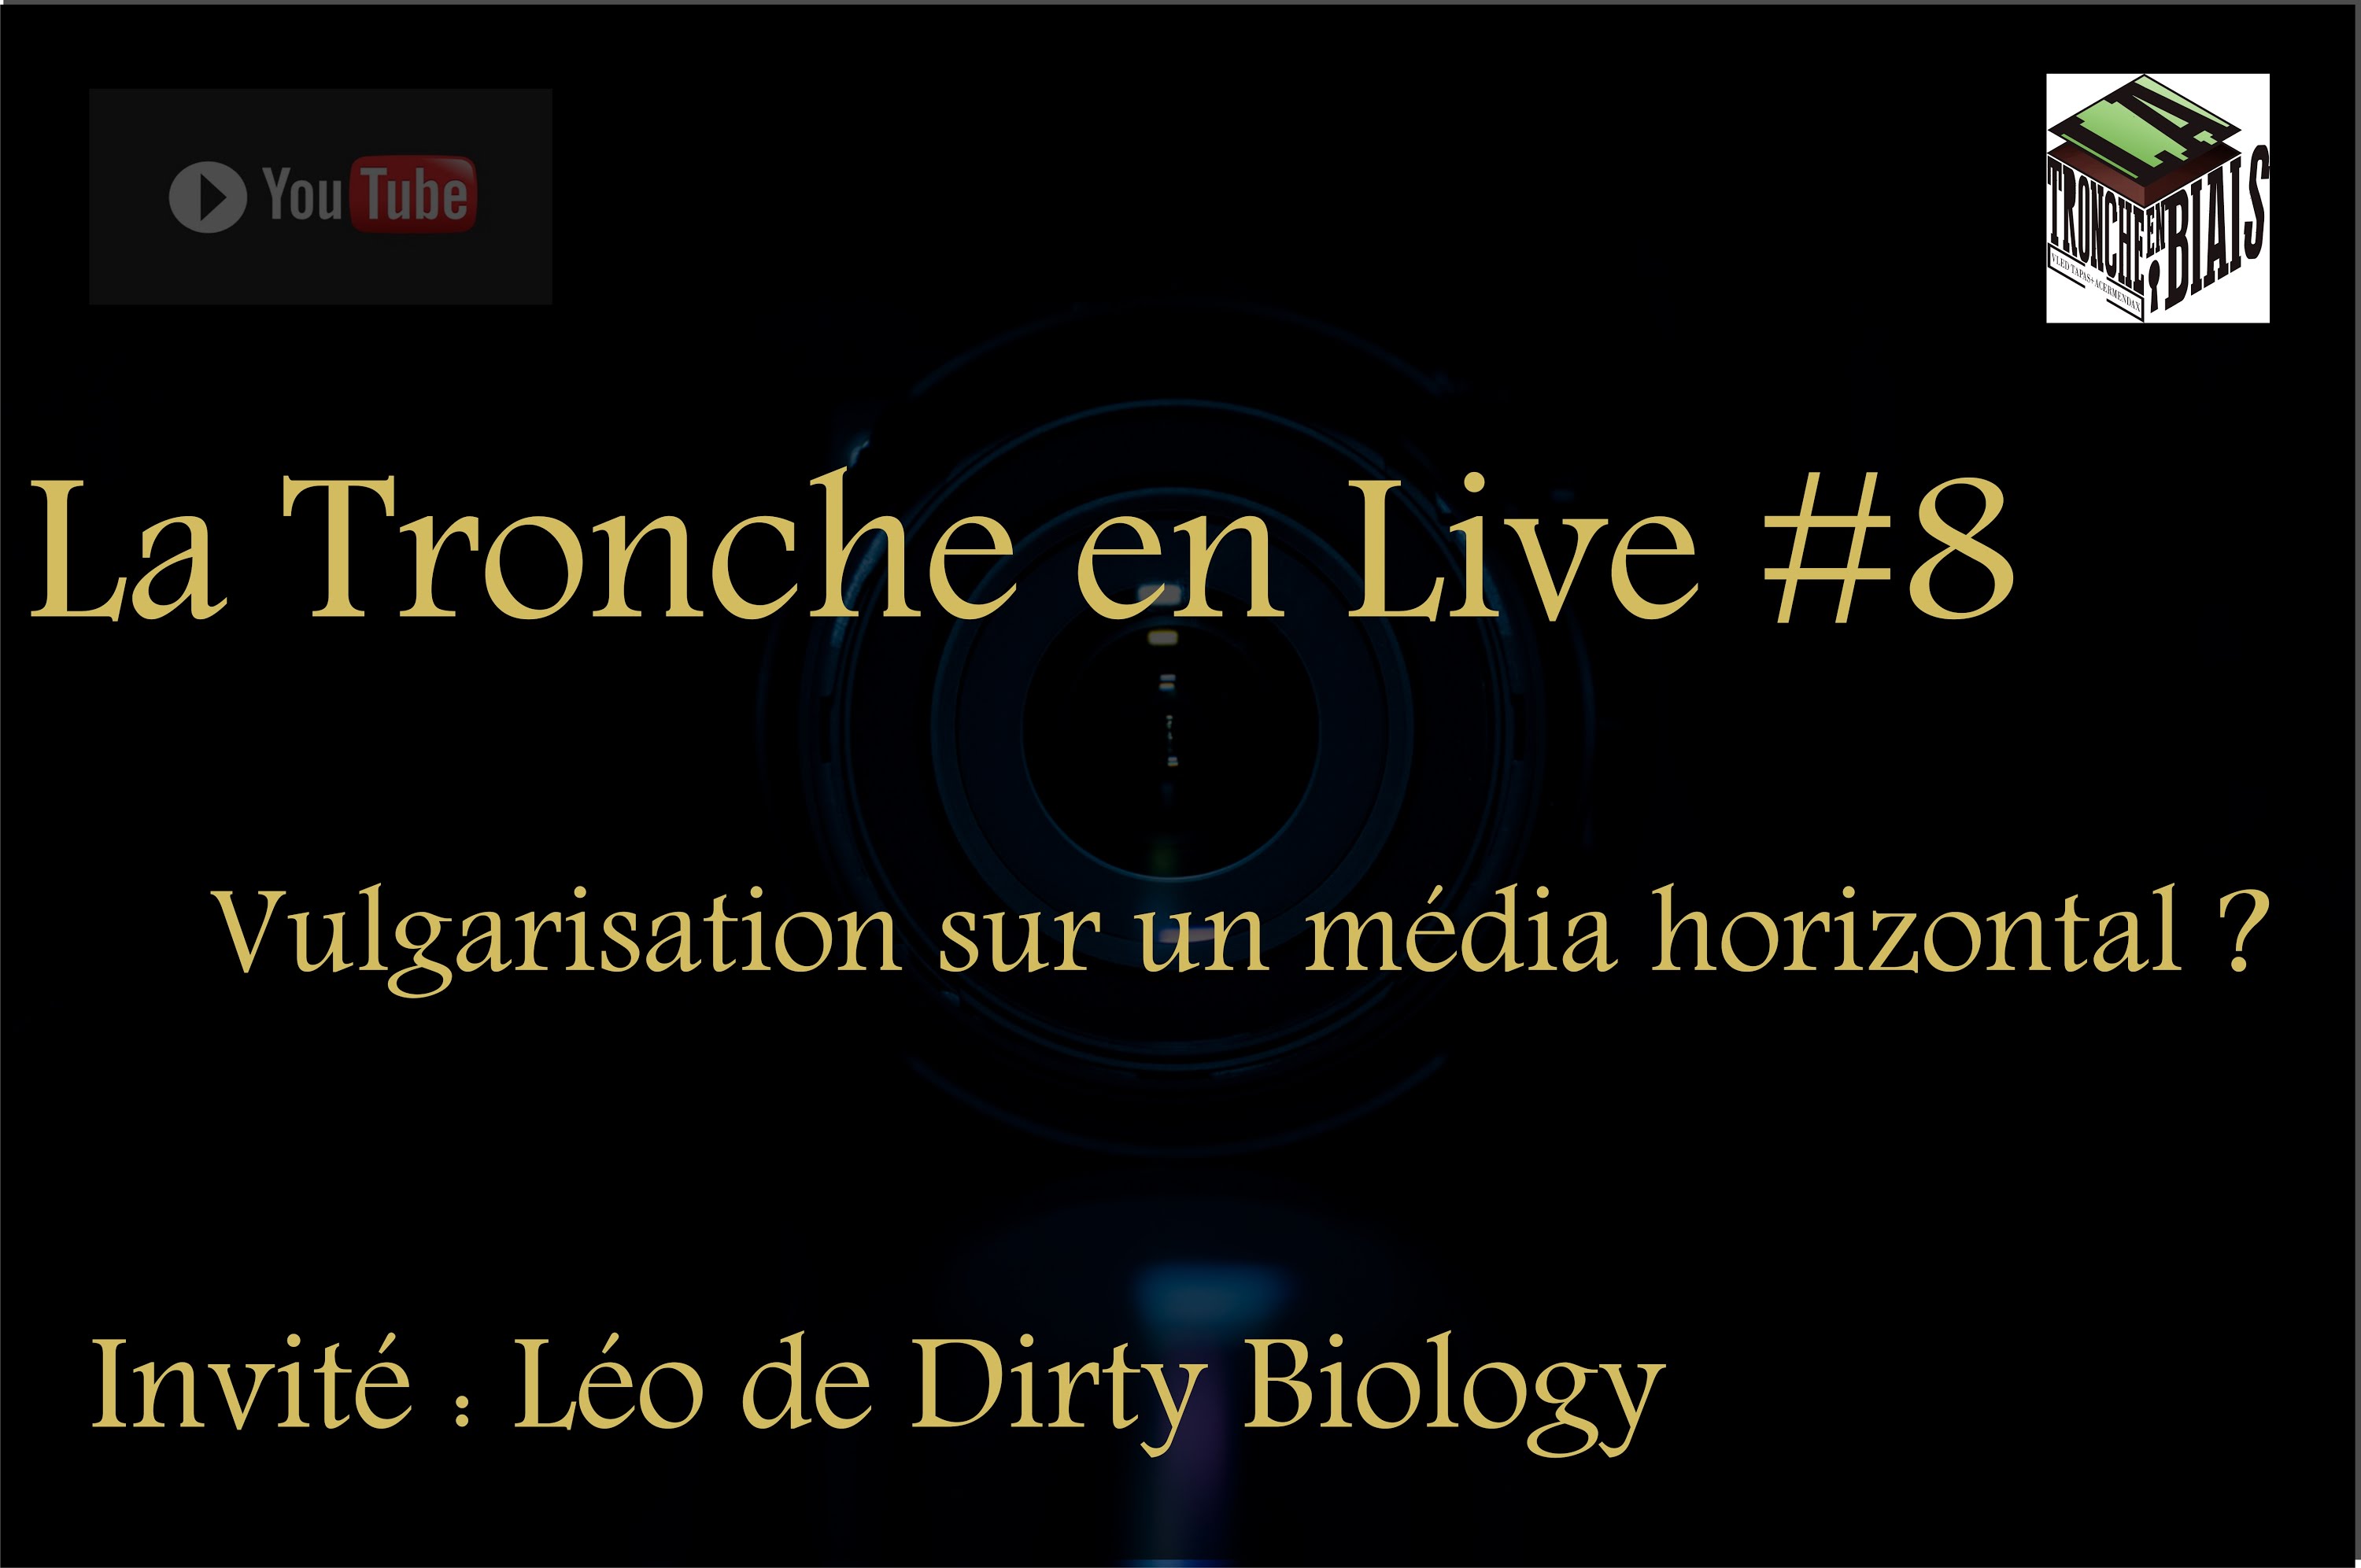 YouTube
TRONCHE EN BIAIS
VLED TAPAS + ACERMENDAX
La Tronche en Live #8
Vulgarisation sur un média horizontal ?
Invité : Léo de Dirty Biology